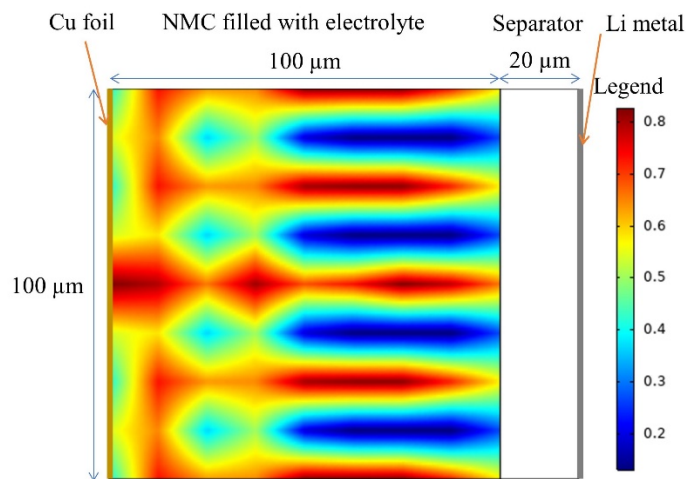 Cu foil
NMC filled with electrolyte
Separator
Li metal
100 µm
20 µm
Legend
100 µm
0.8
0.7
0.6
0.5
0.4
0.3
0.2